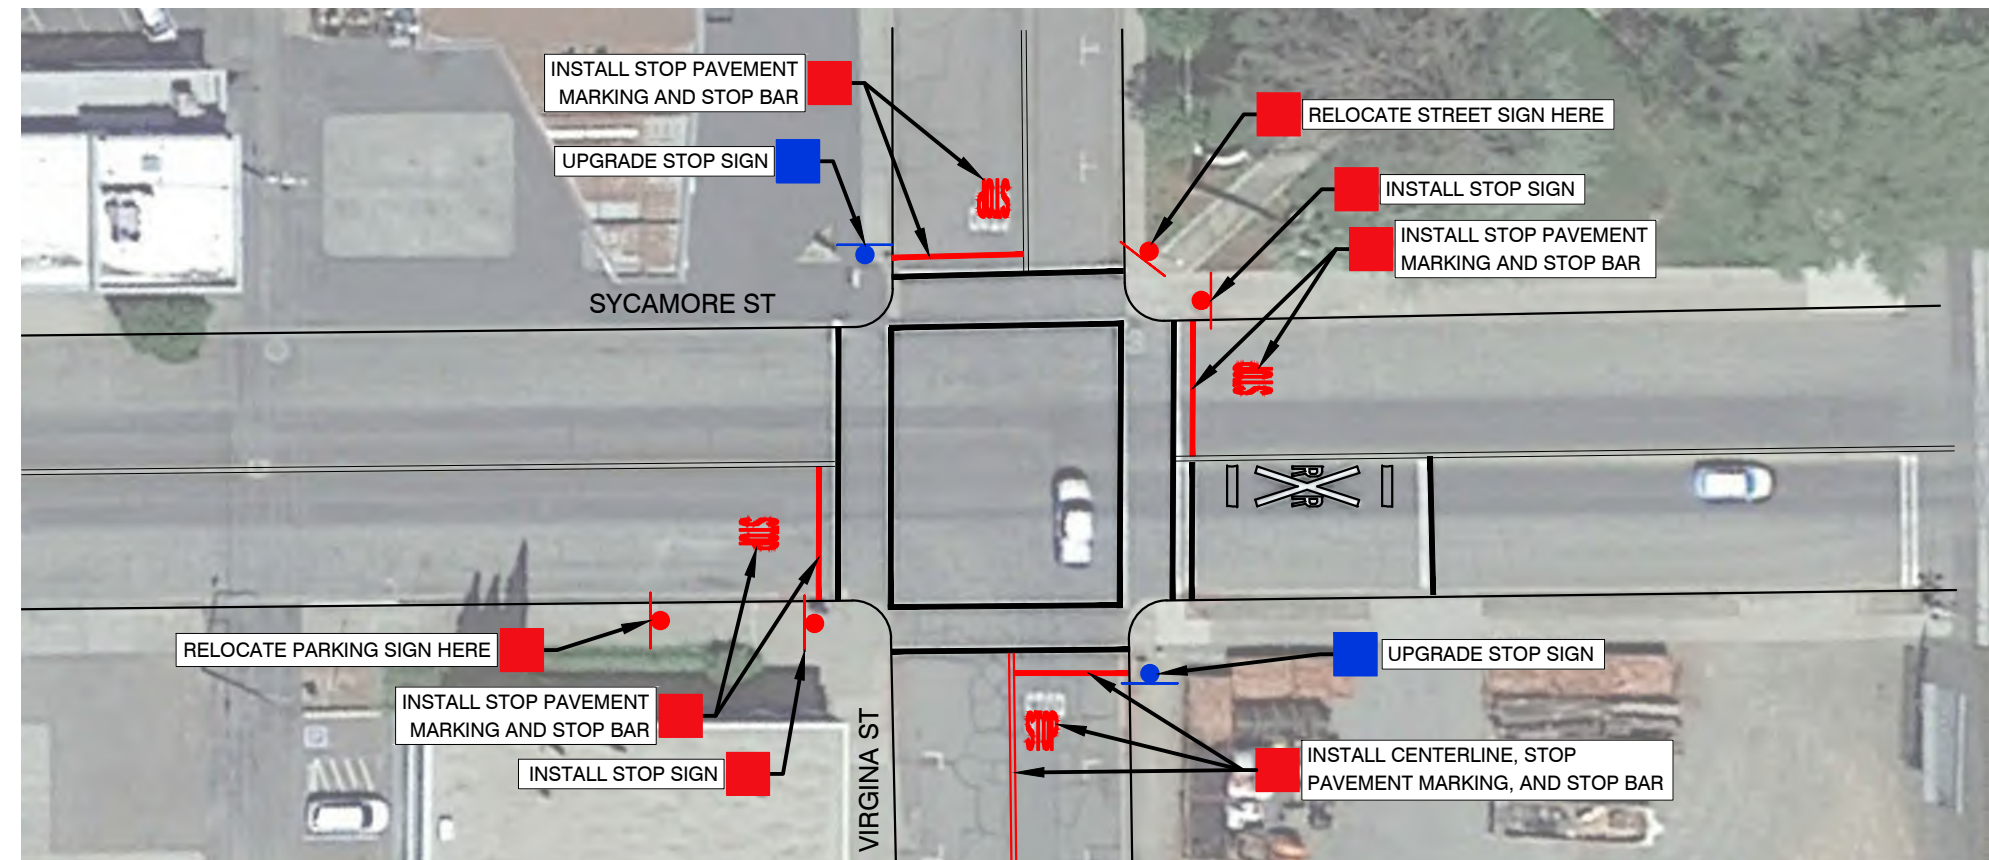 INSTALL STOP PAVEMENT
MARKING AND STOP BAR
UPGRADE STOP SIGN
RELOCATE STREET SIGN HERE
INSTALL STOP SIGN
INSTALL STOP PAVEMENT
MARKING AND STOP BAR
STOP
STOP
SYCAMORE ST
RXR
STOP
RELOCATE PARKING SIGN HERE
INSTALL STOP PAVEMENT
MARKING AND STOP BAR
INSTALL STOP SIGN
VIRGINA ST
STOP
UPGRADE STOP SIGN
INSTALL CENTERLINE, STOP
PAVEMENT MARKING, AND STOP BAR